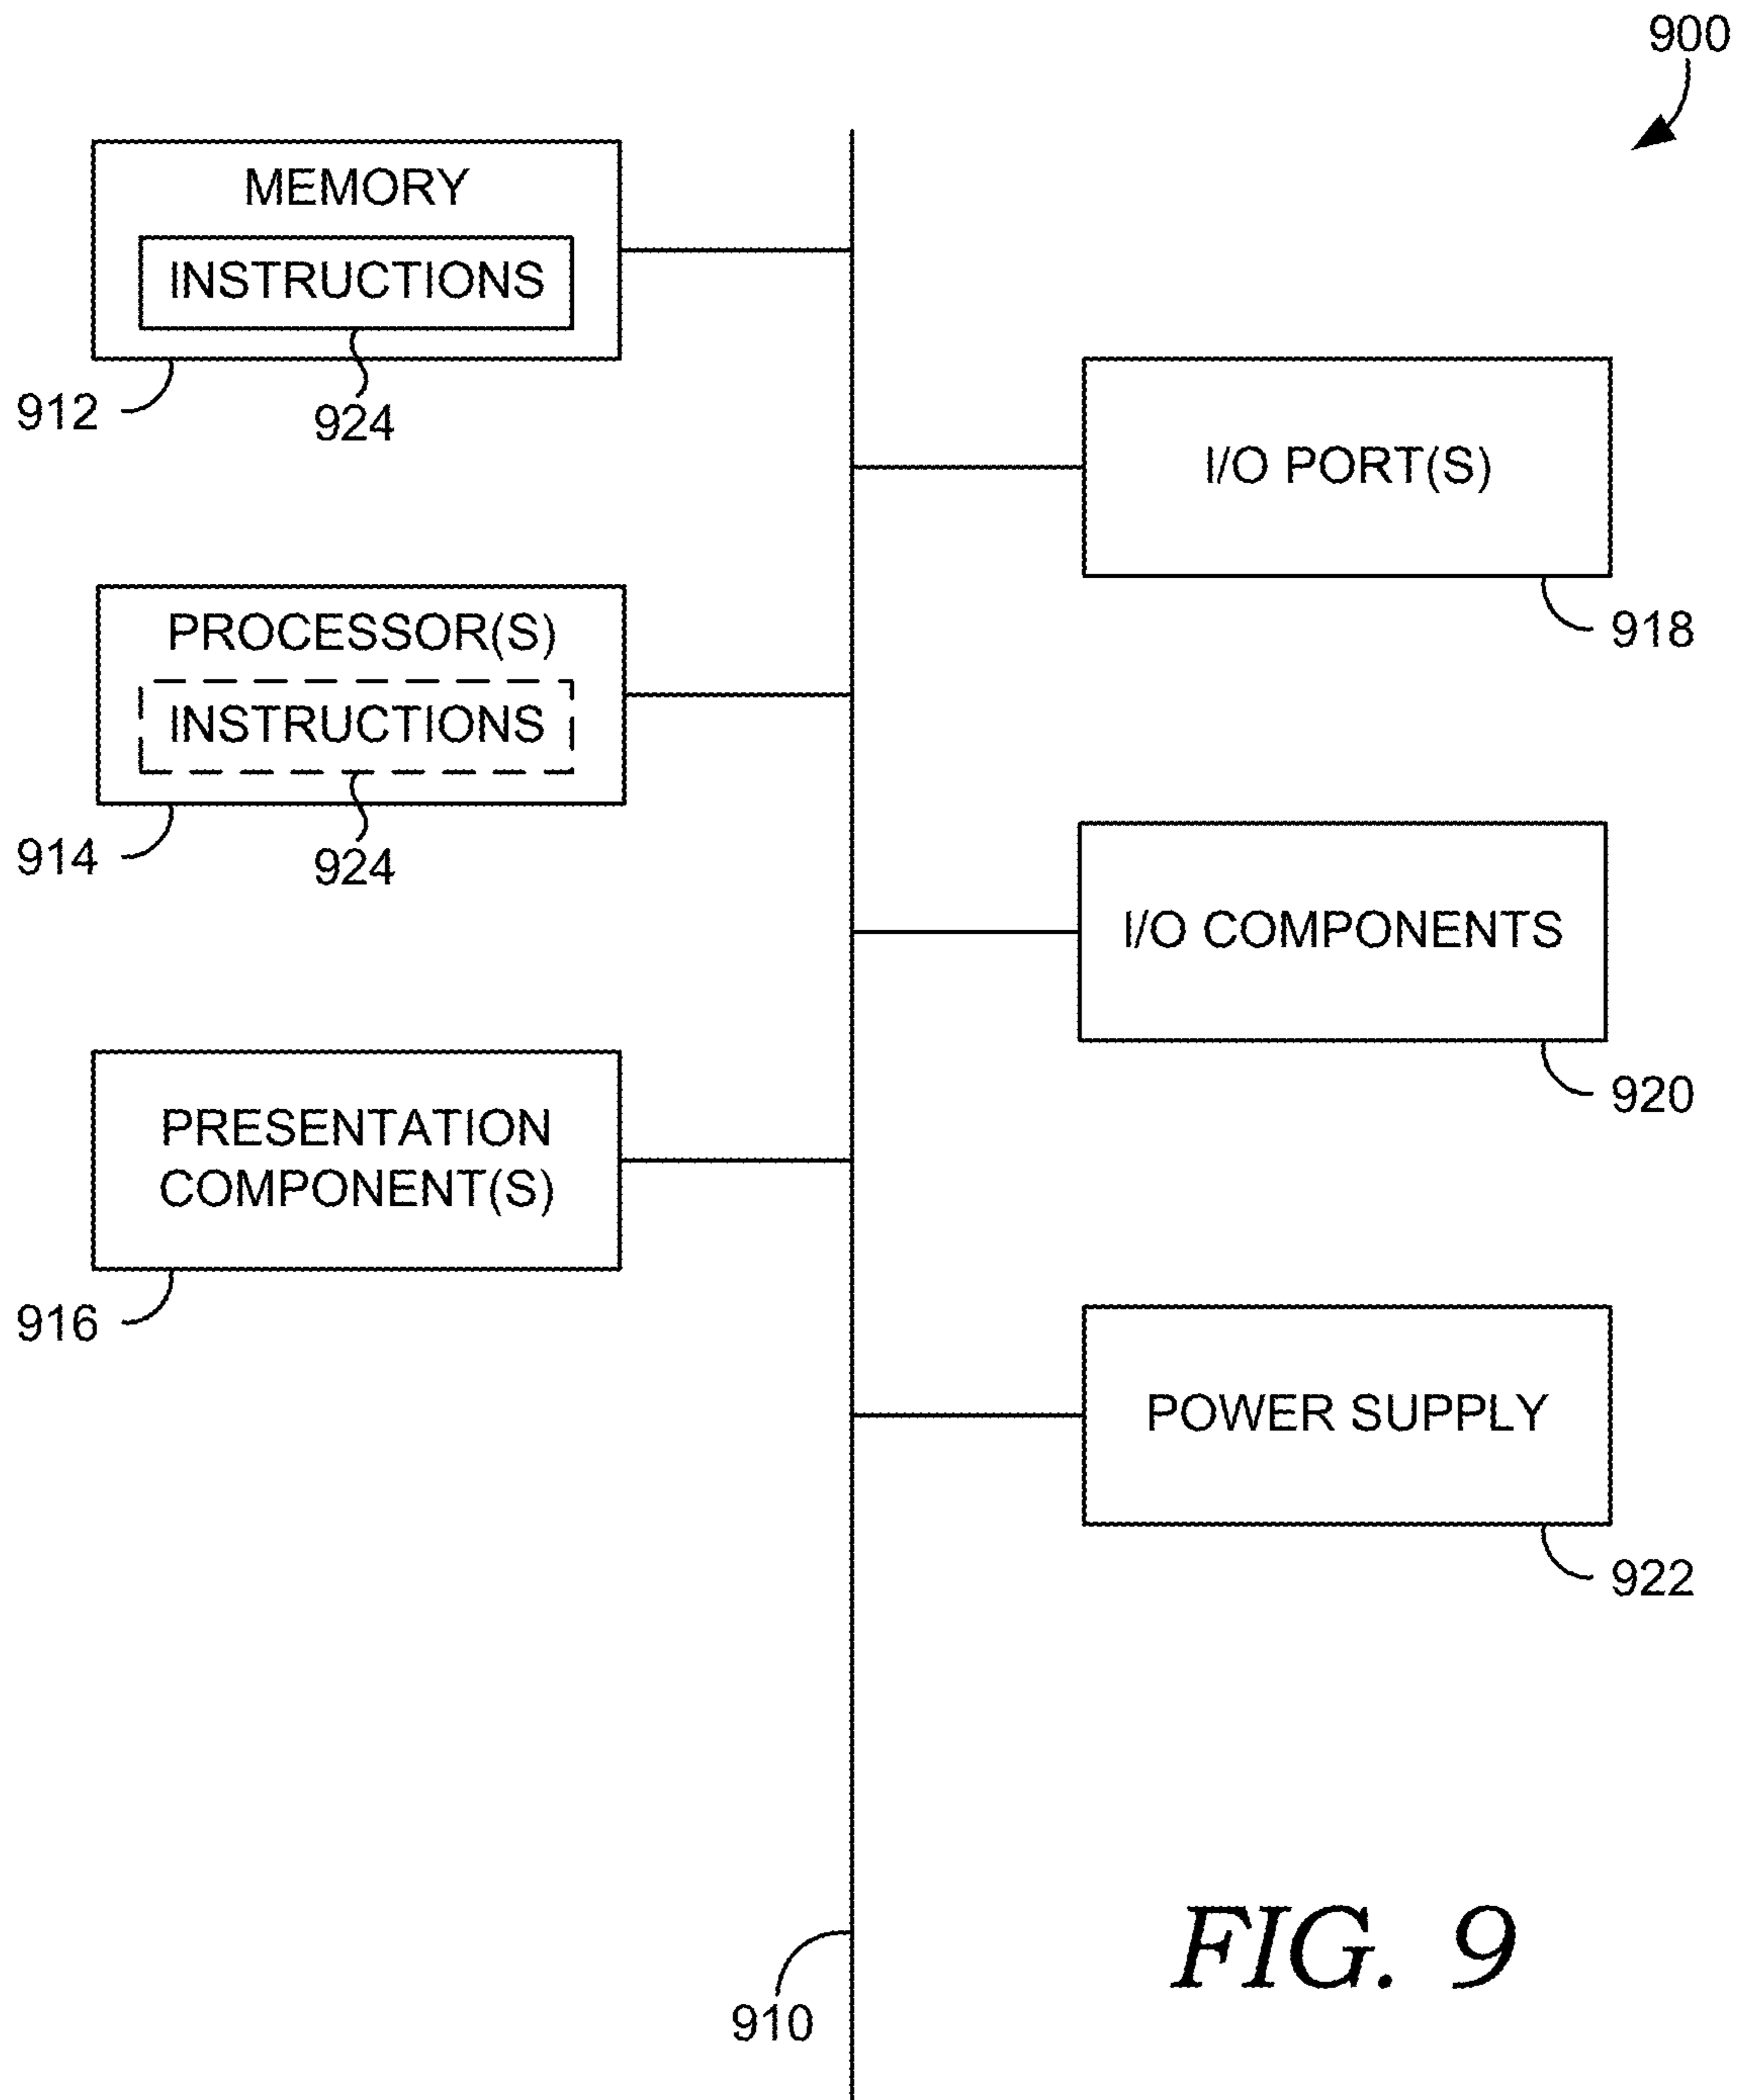 900
MEMORY
INSTRUCTIONS
912
924
I/O PORT(S)
918
PROCESSOR(S)
INSTRUCTIONS
914
924
I/O COMPONENTS
920
PRESENTATION
COMPONENT(S)
916
POWER SUPPLY
922
910
FIG. 9